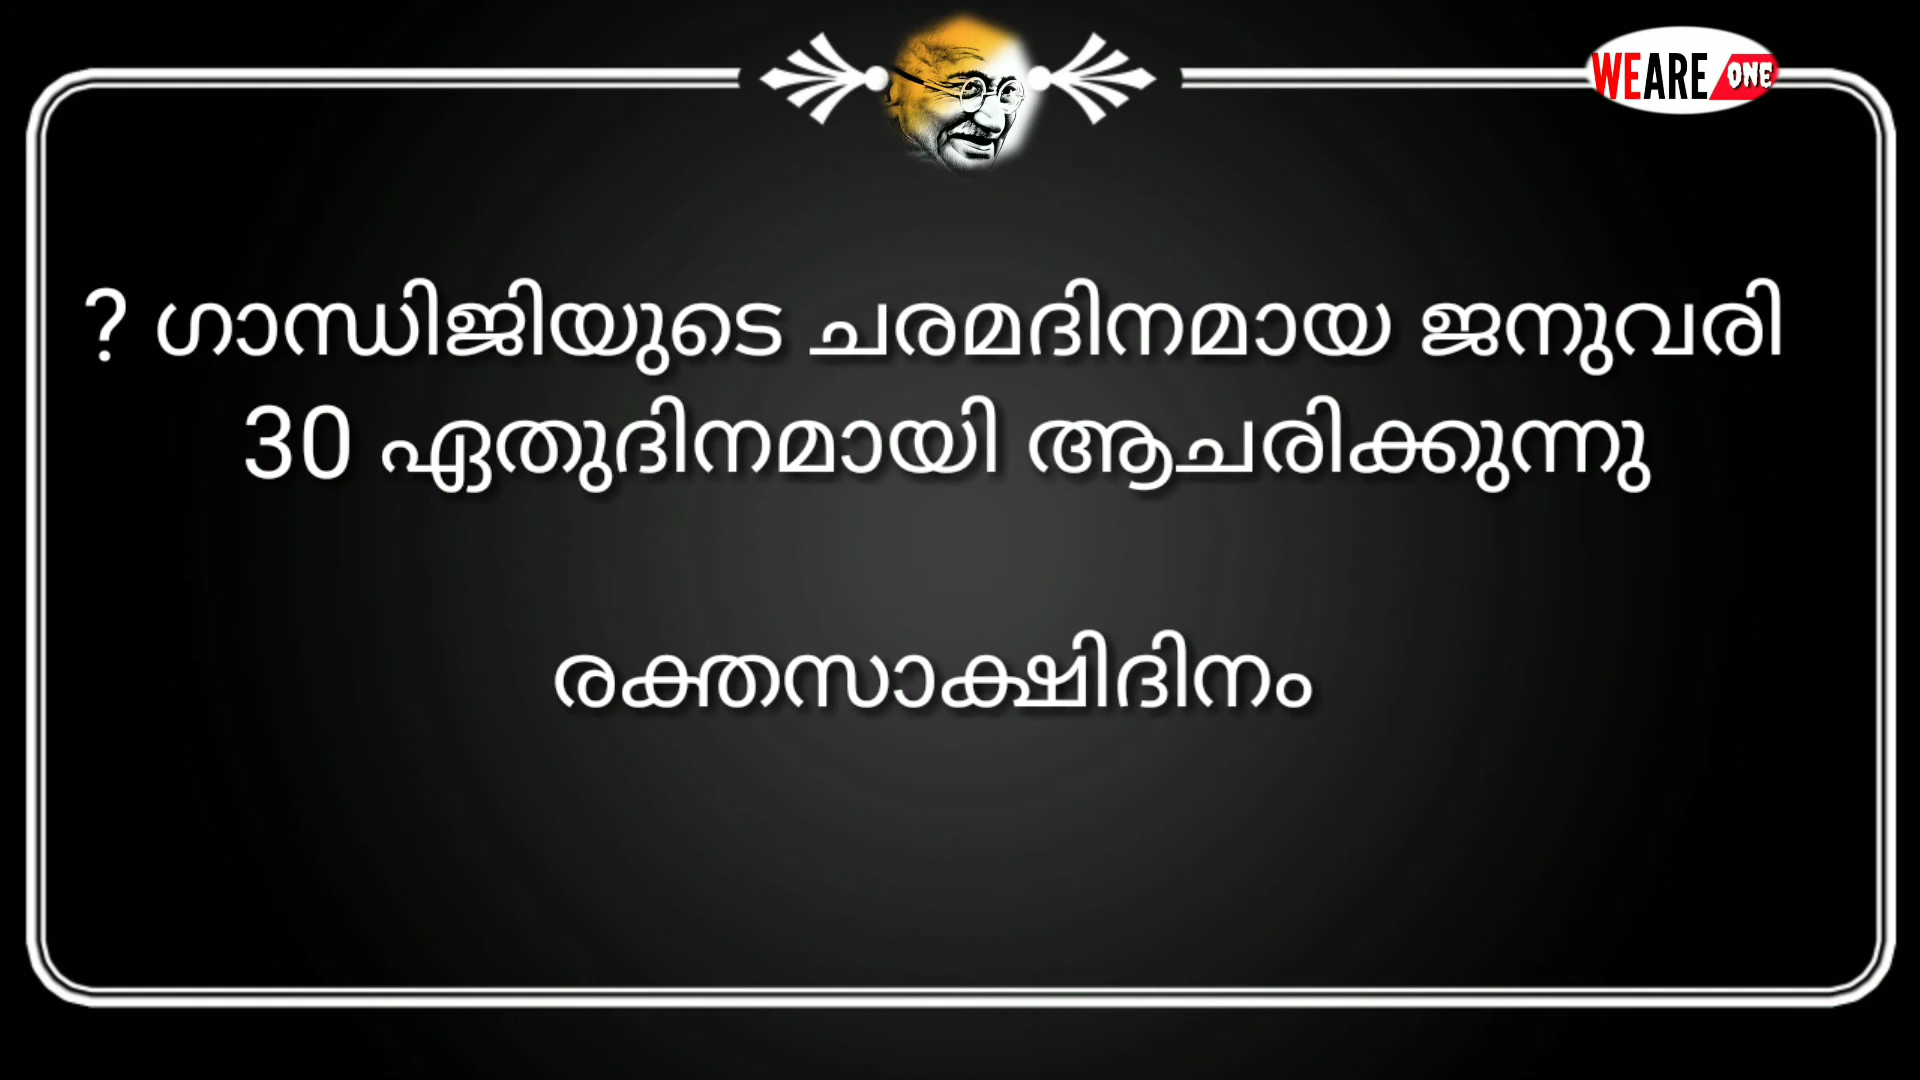 WEARE ONE
? ഗാന്ധിജിയുടെ ചരമദിനമായ ജനുവരി
30 ഏതുദിനമായി ആചരിക്കുന്നു
രക്തസാക്ഷിദിനം